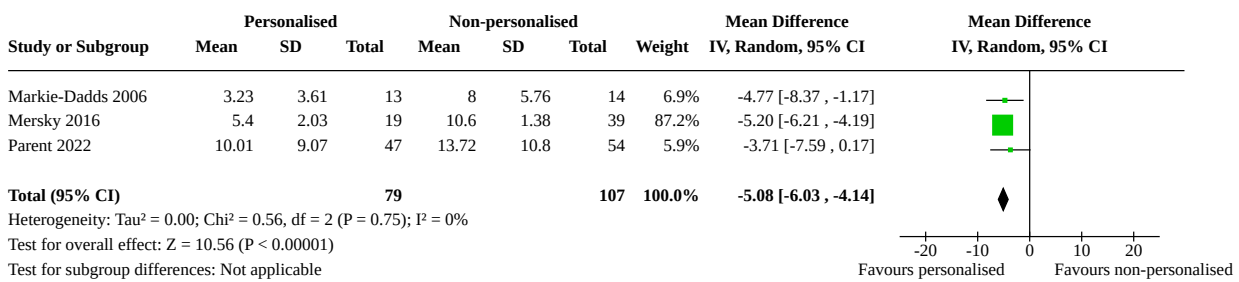 Personalised Non-personalised Mean Difference Mean Difference
Study or Subgroup Mean SD Total Mean SD Total Weight IV, Random, 95% CI IV, Random, 95% CI
Markie-Dadds 2006 3.23 3.61 13 8 5.76 14 6.9% -4.77 [-8.37 , -1.17]
Mersky 2016 5.4 2.03 19 10.6 1.38 39 87.2% -5.20 [-6.21 , -4.19]
Parent 2022 10.01 9.07 47 13.72 10.8 54 5.9% -3.71 [-7.59 , 0.17]
Total (95% CI) 79 107 100.0% -5.08 [-6.03 , -4.14]
Heterogeneity: Tau² = 0.00; Chi² = 0.56, df = 2 (P = 0.75); I² = 0%
Test for overall effect: Z = 10.56 (P < 0.00001) -20 -10 0 10 20
Test for subgroup differences: Not applicable Favours personalised Favours non-personalised